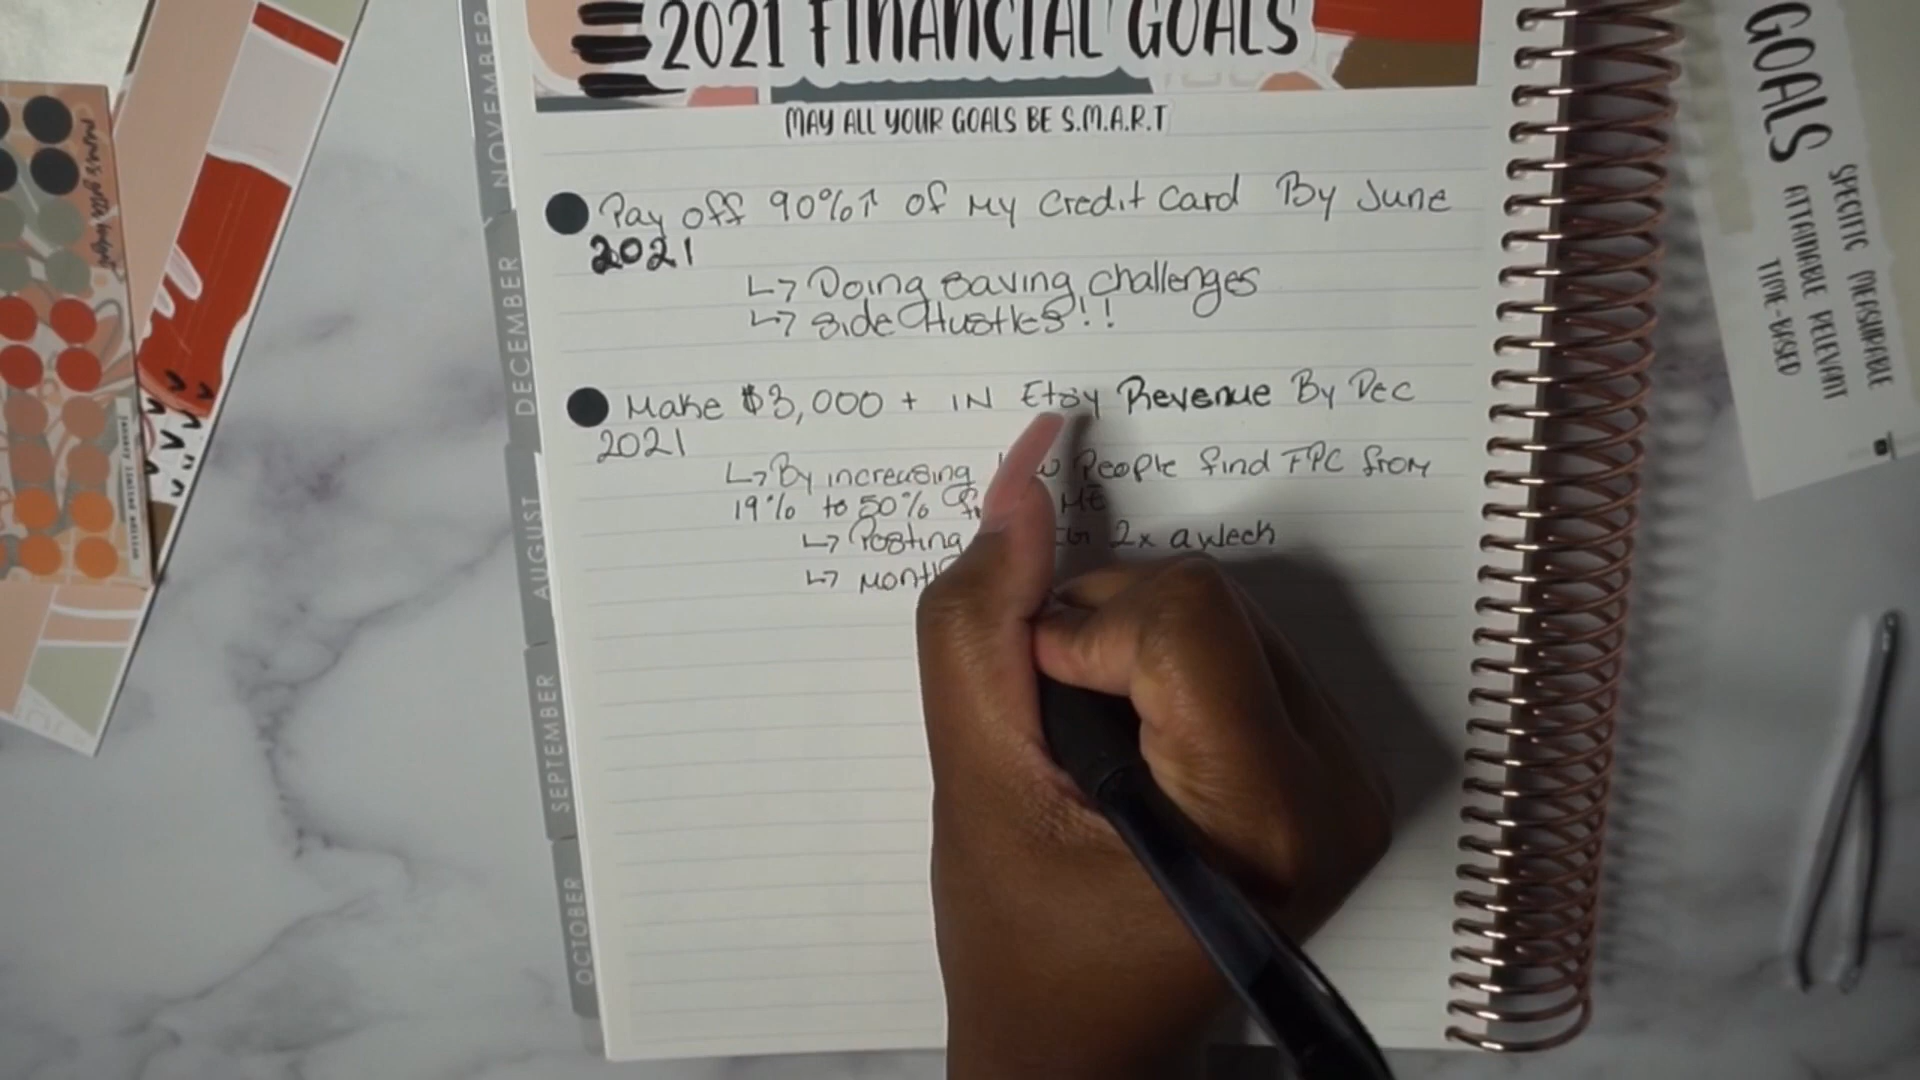 2021 FINANCIAL GOALS
MAY ALL YOUR GOALS BE S.M.A.R.T
Pay off 90%↑ of My Credit Card By June
2021
↳ Doing saving challenges
↳ side Hustles!!
Make $3,000 + IN Etsy Revenue By Dec
2021
↳ By increasing People find FPC from
19% to 50% ME
↳ Posting 2x a week
↳
NOVEMBER
DECEMBER
AUGUST
SEPTEMBER
OCTOBER
GOALS
SPECIFIC MEASURABLE
ATTAINABLE RELEVANT
TIME-BASED